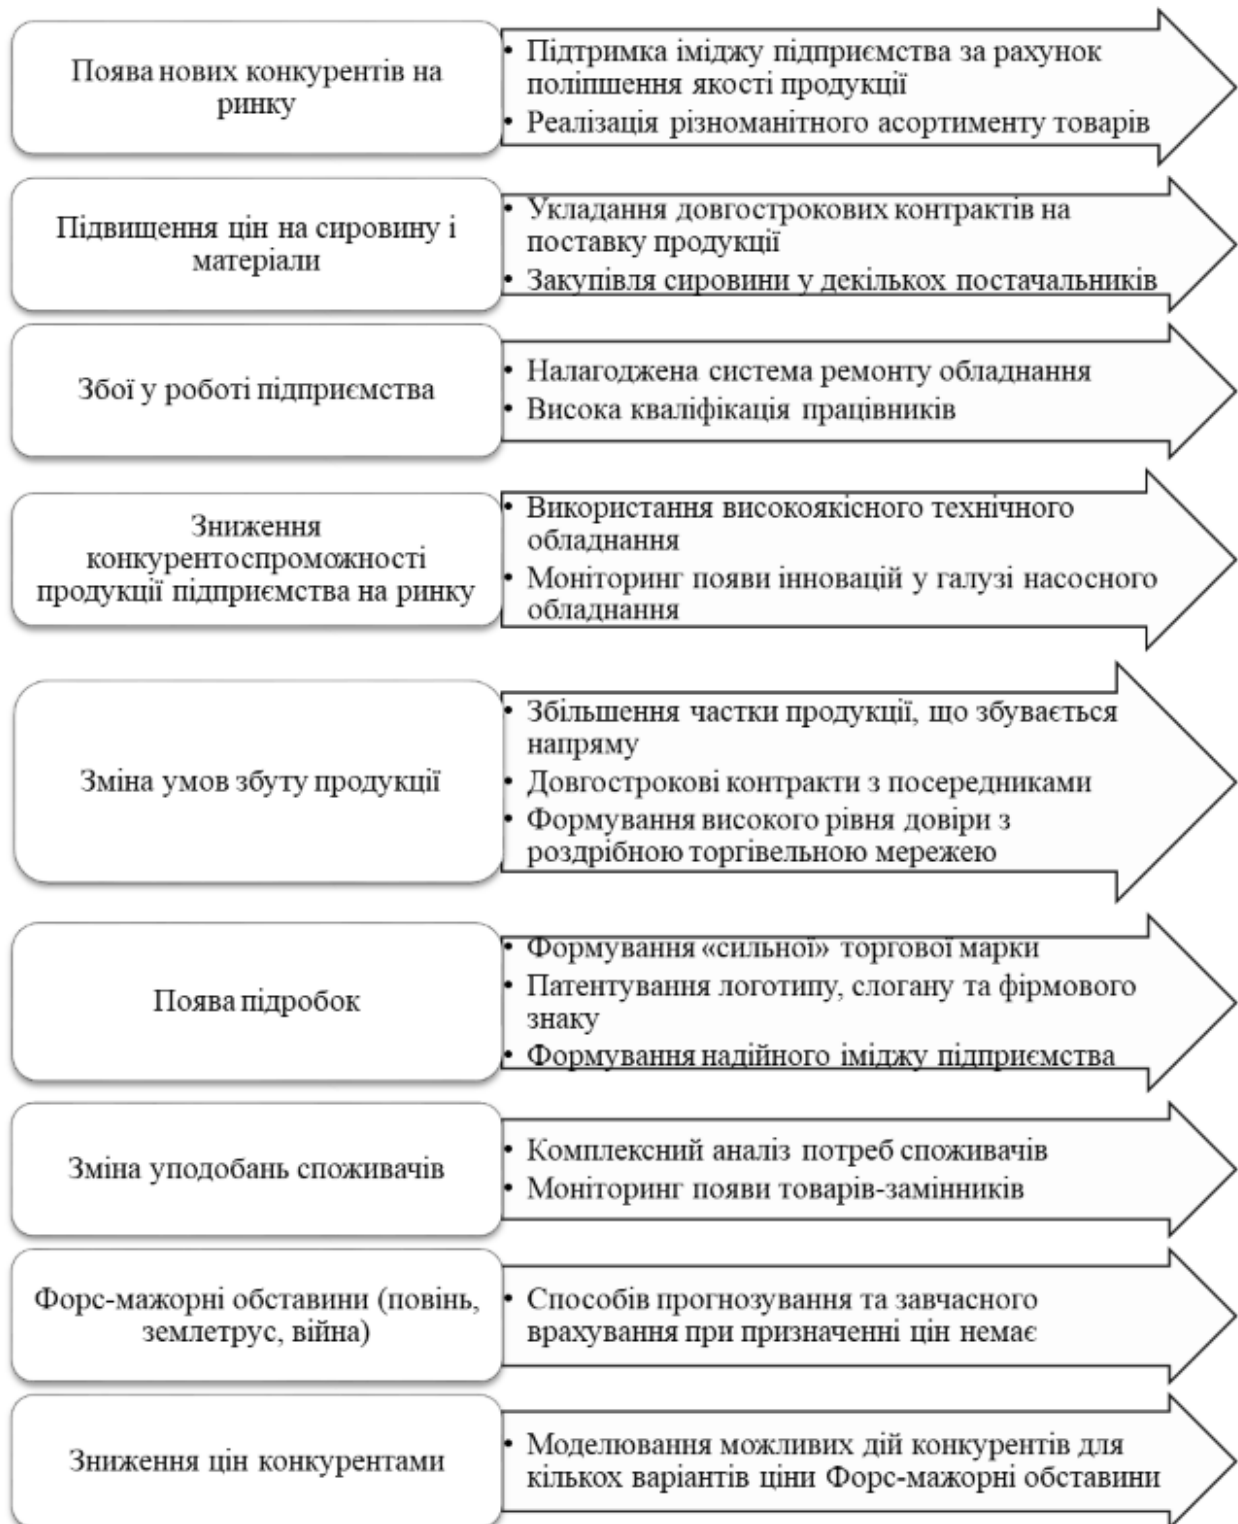 Поява нових конкурентів на
ринку
• Підтримка іміджу підприємства за рахунок
поліпшення якості продукції
• Реалізація різноманітного асортименту товарів
Підвищення цін на сировину і
матеріали
• Укладання довгострокових контрактів на
поставку продукції
• Закупівля сировини у декількох постачальників
Збої у роботі підприємства
• Налагоджена система ремонту обладнання
• Висока кваліфікація працівників
Зниження
конкурентоспроможності
продукції підприємства на ринку
• Використання високоякісного технічного
обладнання
• Моніторинг появи інновацій у галузі насосного
обладнання
Зміна умов збуту продукції
• Збільшення частки продукції, що збувається
напряму
• Довгострокові контракти з посередниками
• Формування високого рівня довіри з
роздрібною торгівельною мережею
Поява підробок
• Формування «сильної» торгової марки
• Патентування логотипу, слогану та фірмового
знаку
• Формування надійного іміджу підприємства
Зміна уподобань споживачів
• Комплексний аналіз потреб споживачів
• Моніторинг появи товарів-замінників
Форс-мажорні обставини (повінь,
землетрус, війна)
• Способів прогнозування та завчасного
врахування при призначенні цін немає
Зниження цін конкурентами
• Моделювання можливих дій конкурентів для
кількох варіантів ціни Форс-мажорні обставини